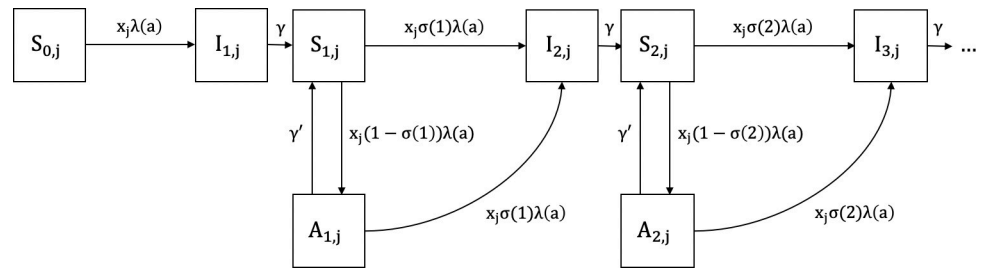 xⱼλ(a) γ xⱼσ(1)λ(a) γ xⱼσ(2)λ(a) γ
S₀,ⱼ I₁,ⱼ S₁,ⱼ I₂,ⱼ S₂,ⱼ I₃,ⱼ ...
γ′ xⱼ(1 − σ(1))λ(a) γ′ xⱼ(1 − σ(2))λ(a)
xⱼσ(1)λ(a) xⱼσ(2)λ(a)
A₁,ⱼ A₂,ⱼ